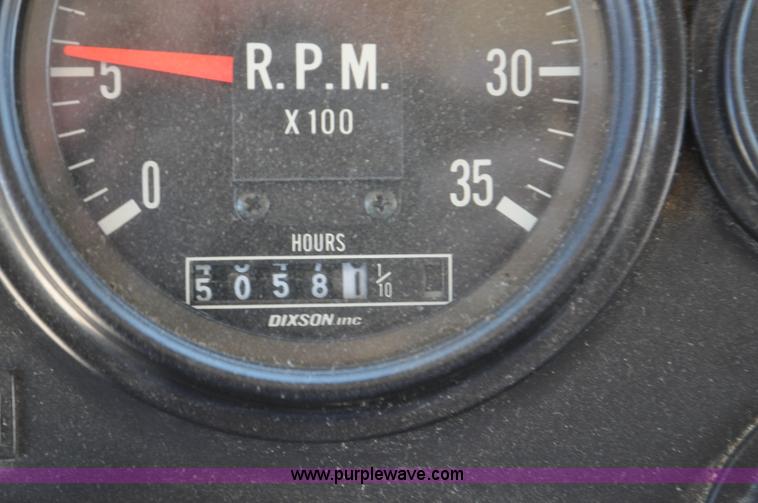 R.P.M.
X 100
5
30
0
35
HOURS
5 0 5 8 1 1/10
DIXSON, inc
www.purplewave.com